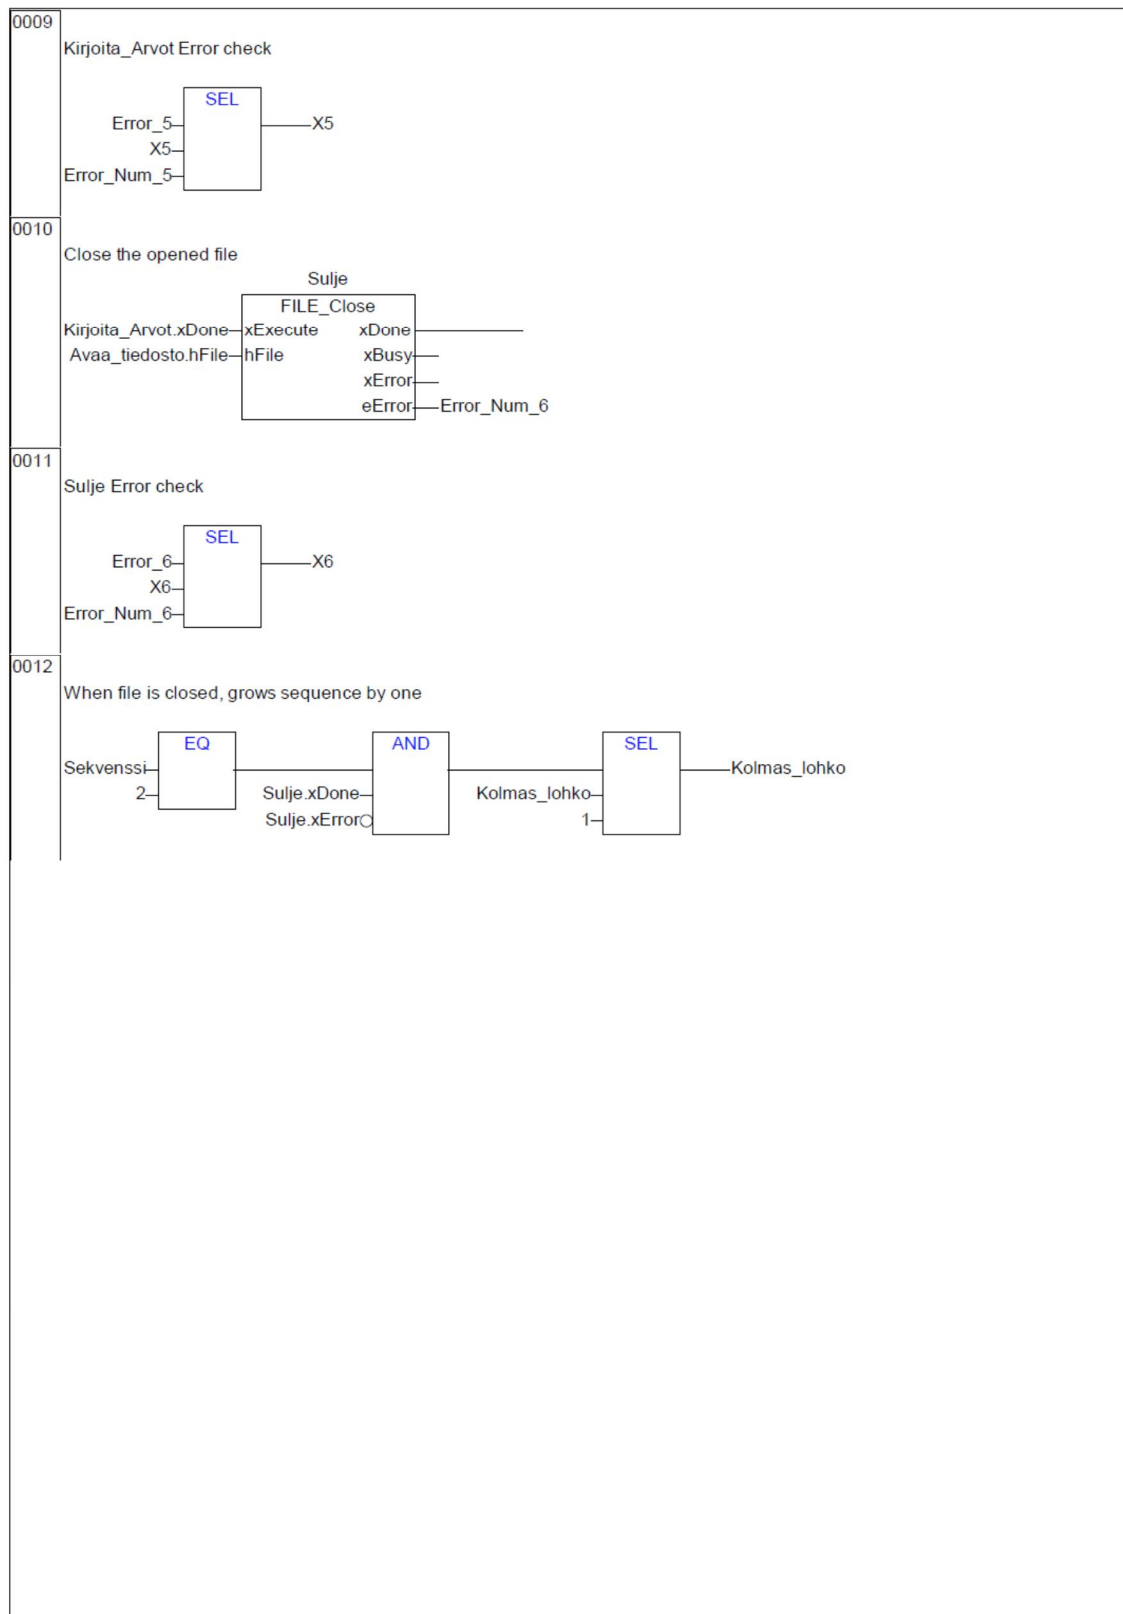 0009
Kirjoita_Arvot Error check
SEL
Error_5 X5
X5
Error_Num_5
0010
Close the opened file
Sulje
FILE_Close
Kirjoita_Arvot.xDone xExecute xDone
Avaa_tiedosto.hFile hFile xBusy
xError
eError Error_Num_6
0011
Sulje Error check
SEL
Error_6 X6
X6
Error_Num_6
0012
When file is closed, grows sequence by one
EQ AND SEL
Sekvenssi Kolmas_lohko
2 Sulje.xDone Kolmas_lohko
Sulje.xError 1